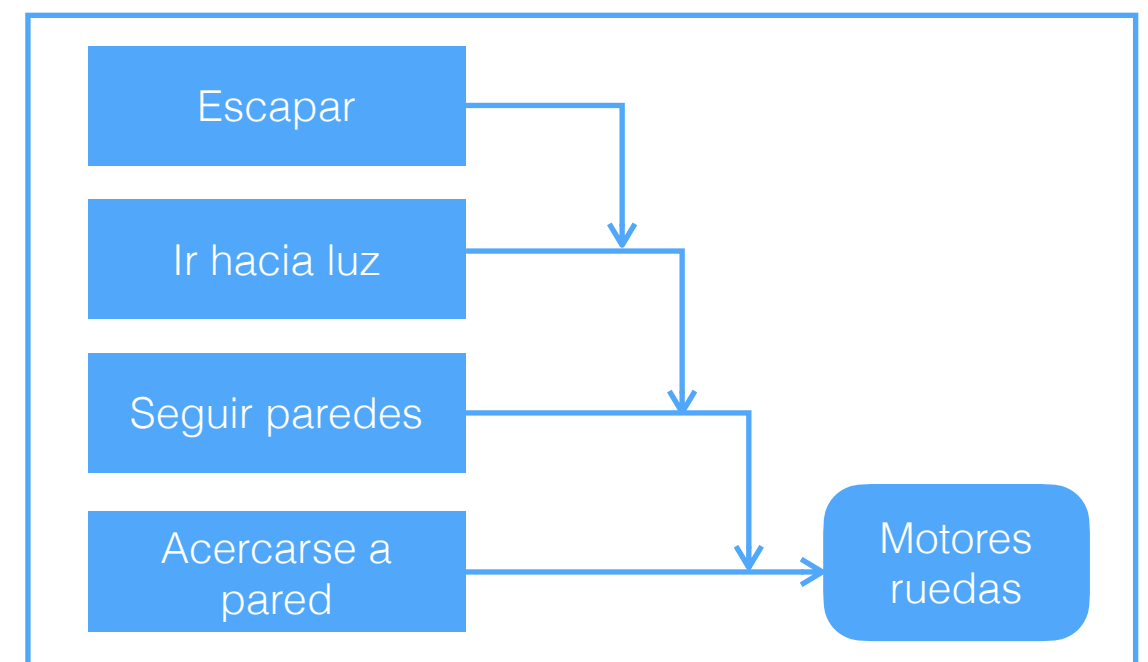 Escapar
Ir hacia luz
Seguir paredes
Acercarse a
pared
Motores
ruedas